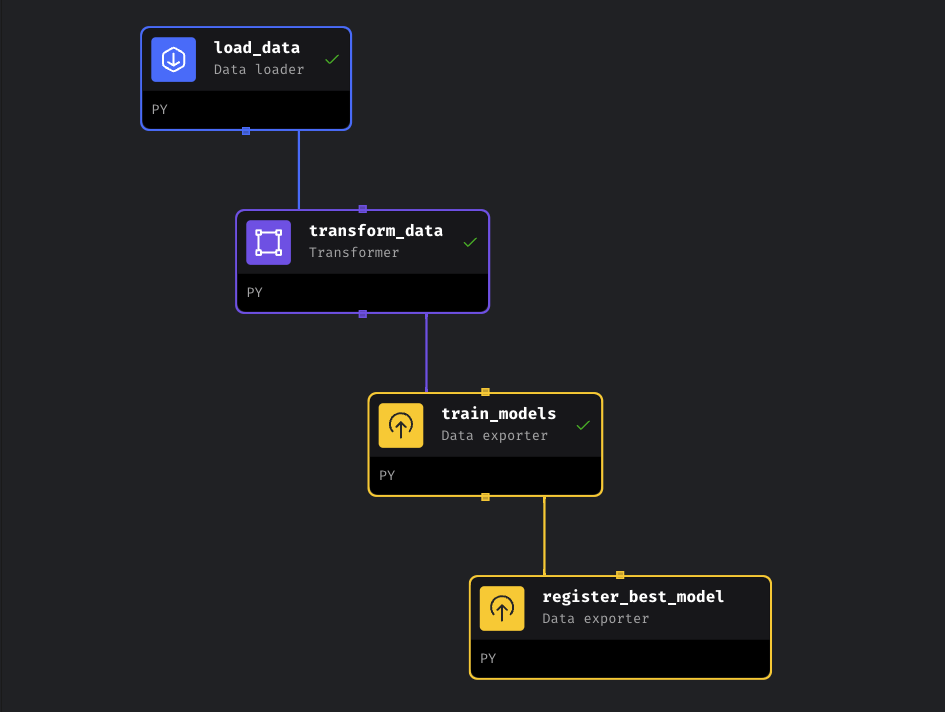 load_data
Data loader
PY
transform_data
Transformer
PY
train_models
Data exporter
PY
register_best_model
Data exporter
PY